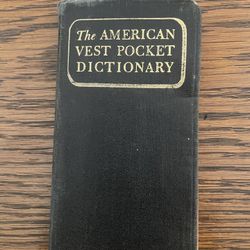 The AMERICAN
VEST POCKET
DICTIONARY